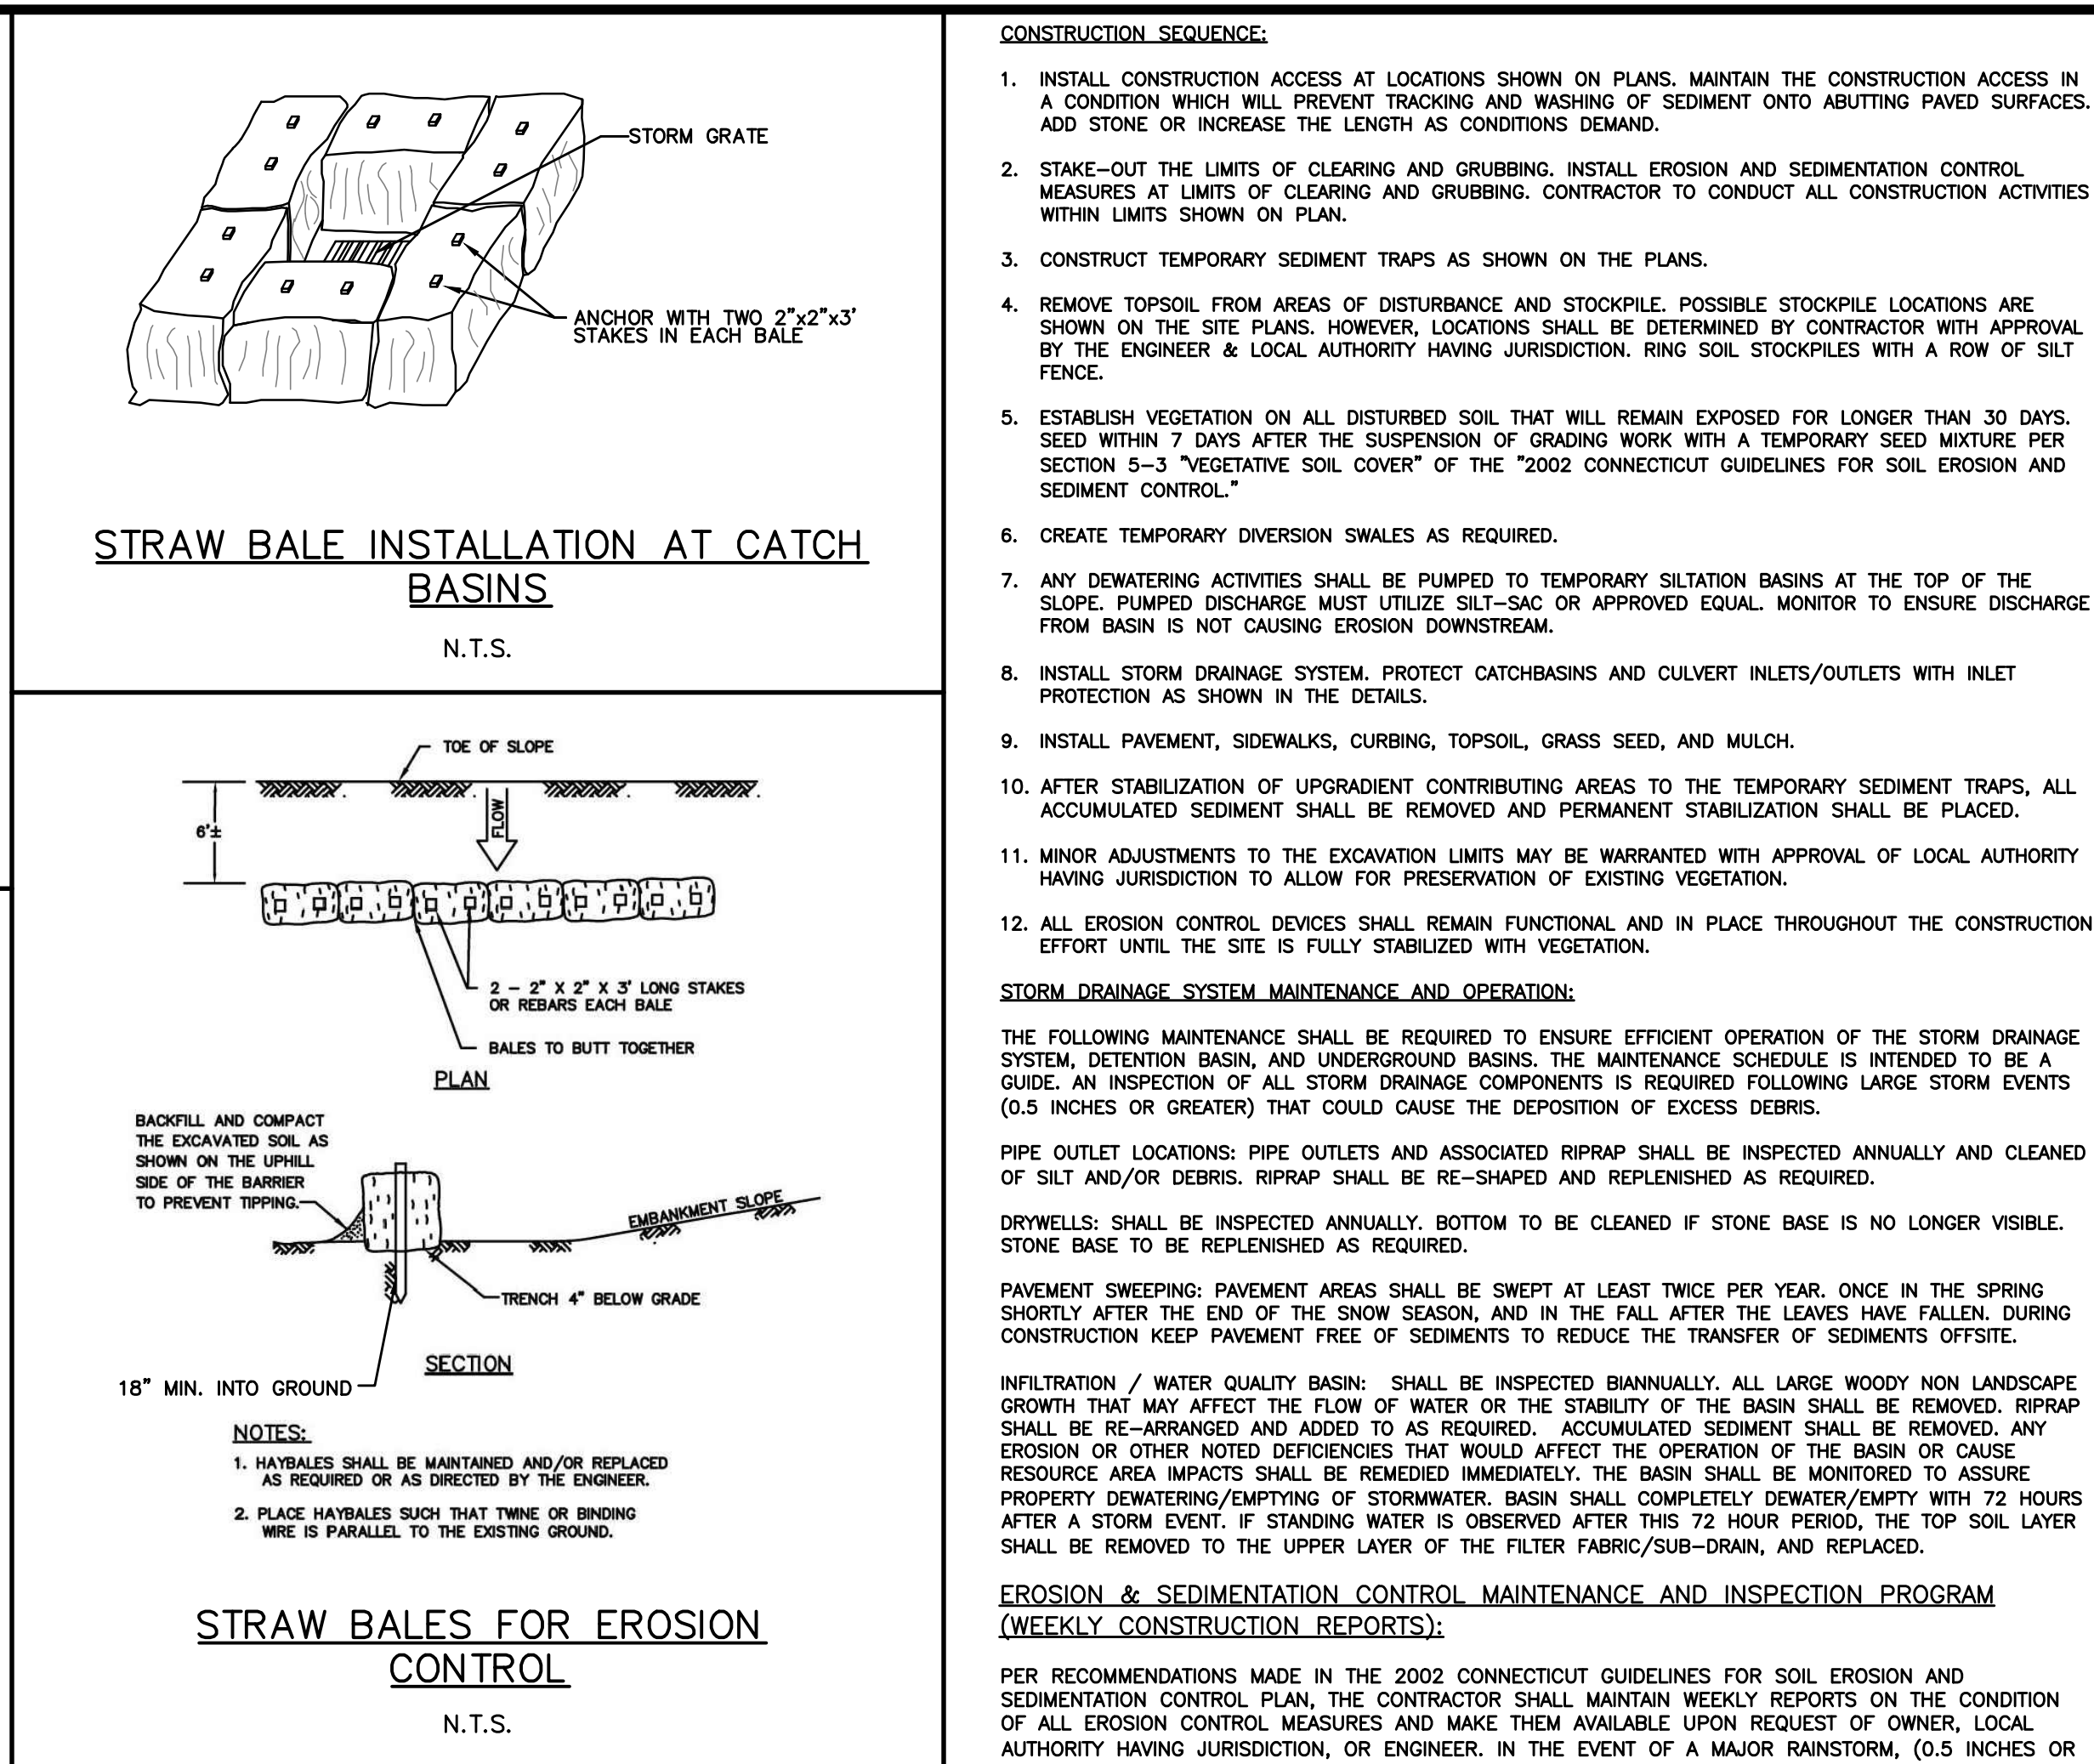 STORM GRATE
ANCHOR WITH TWO 2"x2"x3'
STAKES IN EACH BALE
STRAW BALE INSTALLATION AT CATCH
BASINS
N.T.S.
TOE OF SLOPE
6'±
FLOW
2 – 2" X 2" X 3' LONG STAKES
OR REBARS EACH BALE
BALES TO BUTT TOGETHER
PLAN
BACKFILL AND COMPACT
THE EXCAVATED SOIL AS
SHOWN ON THE UPHILL
SIDE OF THE BARRIER
TO PREVENT TIPPING.
EMBANKMENT SLOPE
TRENCH 4" BELOW GRADE
SECTION
18" MIN. INTO GROUND
NOTES:
1. HAYBALES SHALL BE MAINTAINED AND/OR REPLACED
AS REQUIRED OR AS DIRECTED BY THE ENGINEER.
2. PLACE HAYBALES SUCH THAT TWINE OR BINDING
WIRE IS PARALLEL TO THE EXISTING GROUND.
STRAW BALES FOR EROSION
CONTROL
N.T.S.
CONSTRUCTION SEQUENCE:
1. INSTALL CONSTRUCTION ACCESS AT LOCATIONS SHOWN ON PLANS. MAINTAIN THE CONSTRUCTION ACCESS IN
A CONDITION WHICH WILL PREVENT TRACKING AND WASHING OF SEDIMENT ONTO ABUTTING PAVED SURFACES.
ADD STONE OR INCREASE THE LENGTH AS CONDITIONS DEMAND.
2. STAKE–OUT THE LIMITS OF CLEARING AND GRUBBING. INSTALL EROSION AND SEDIMENTATION CONTROL
MEASURES AT LIMITS OF CLEARING AND GRUBBING. CONTRACTOR TO CONDUCT ALL CONSTRUCTION ACTIVITIES
WITHIN LIMITS SHOWN ON PLAN.
3. CONSTRUCT TEMPORARY SEDIMENT TRAPS AS SHOWN ON THE PLANS.
4. REMOVE TOPSOIL FROM AREAS OF DISTURBANCE AND STOCKPILE. POSSIBLE STOCKPILE LOCATIONS ARE
SHOWN ON THE SITE PLANS. HOWEVER, LOCATIONS SHALL BE DETERMINED BY CONTRACTOR WITH APPROVAL
BY THE ENGINEER & LOCAL AUTHORITY HAVING JURISDICTION. RING SOIL STOCKPILES WITH A ROW OF SILT
FENCE.
5. ESTABLISH VEGETATION ON ALL DISTURBED SOIL THAT WILL REMAIN EXPOSED FOR LONGER THAN 30 DAYS.
SEED WITHIN 7 DAYS AFTER THE SUSPENSION OF GRADING WORK WITH A TEMPORARY SEED MIXTURE PER
SECTION 5–3 "VEGETATIVE SOIL COVER" OF THE "2002 CONNECTICUT GUIDELINES FOR SOIL EROSION AND
SEDIMENT CONTROL."
6. CREATE TEMPORARY DIVERSION SWALES AS REQUIRED.
7. ANY DEWATERING ACTIVITIES SHALL BE PUMPED TO TEMPORARY SILTATION BASINS AT THE TOP OF THE
SLOPE. PUMPED DISCHARGE MUST UTILIZE SILT–SAC OR APPROVED EQUAL. MONITOR TO ENSURE DISCHARGE
FROM BASIN IS NOT CAUSING EROSION DOWNSTREAM.
8. INSTALL STORM DRAINAGE SYSTEM. PROTECT CATCHBASINS AND CULVERT INLETS/OUTLETS WITH INLET
PROTECTION AS SHOWN IN THE DETAILS.
9. INSTALL PAVEMENT, SIDEWALKS, CURBING, TOPSOIL, GRASS SEED, AND MULCH.
10. AFTER STABILIZATION OF UPGRADIENT CONTRIBUTING AREAS TO THE TEMPORARY SEDIMENT TRAPS, ALL
ACCUMULATED SEDIMENT SHALL BE REMOVED AND PERMANENT STABILIZATION SHALL BE PLACED.
11. MINOR ADJUSTMENTS TO THE EXCAVATION LIMITS MAY BE WARRANTED WITH APPROVAL OF LOCAL AUTHORITY
HAVING JURISDICTION TO ALLOW FOR PRESERVATION OF EXISTING VEGETATION.
12. ALL EROSION CONTROL DEVICES SHALL REMAIN FUNCTIONAL AND IN PLACE THROUGHOUT THE CONSTRUCTION
EFFORT UNTIL THE SITE IS FULLY STABILIZED WITH VEGETATION.
STORM DRAINAGE SYSTEM MAINTENANCE AND OPERATION:
THE FOLLOWING MAINTENANCE SHALL BE REQUIRED TO ENSURE EFFICIENT OPERATION OF THE STORM DRAINAGE
SYSTEM, DETENTION BASIN, AND UNDERGROUND BASINS. THE MAINTENANCE SCHEDULE IS INTENDED TO BE A
GUIDE. AN INSPECTION OF ALL STORM DRAINAGE COMPONENTS IS REQUIRED FOLLOWING LARGE STORM EVENTS
(0.5 INCHES OR GREATER) THAT COULD CAUSE THE DEPOSITION OF EXCESS DEBRIS.
PIPE OUTLET LOCATIONS: PIPE OUTLETS AND ASSOCIATED RIPRAP SHALL BE INSPECTED ANNUALLY AND CLEANED
OF SILT AND/OR DEBRIS. RIPRAP SHALL BE RE–SHAPED AND REPLENISHED AS REQUIRED.
DRYWELLS: SHALL BE INSPECTED ANNUALLY. BOTTOM TO BE CLEANED IF STONE BASE IS NO LONGER VISIBLE.
STONE BASE TO BE REPLENISHED AS REQUIRED.
PAVEMENT SWEEPING: PAVEMENT AREAS SHALL BE SWEPT AT LEAST TWICE PER YEAR. ONCE IN THE SPRING
SHORTLY AFTER THE END OF THE SNOW SEASON, AND IN THE FALL AFTER THE LEAVES HAVE FALLEN. DURING
CONSTRUCTION KEEP PAVEMENT FREE OF SEDIMENTS TO REDUCE THE TRANSFER OF SEDIMENTS OFFSITE.
INFILTRATION / WATER QUALITY BASIN: SHALL BE INSPECTED BIANNUALLY. ALL LARGE WOODY NON LANDSCAPE
GROWTH THAT MAY AFFECT THE FLOW OF WATER OR THE STABILITY OF THE BASIN SHALL BE REMOVED. RIPRAP
SHALL BE RE–ARRANGED AND ADDED TO AS REQUIRED. ACCUMULATED SEDIMENT SHALL BE REMOVED. ANY
EROSION OR OTHER NOTED DEFICIENCIES THAT WOULD AFFECT THE OPERATION OF THE BASIN OR CAUSE
RESOURCE AREA IMPACTS SHALL BE REMEDIED IMMEDIATELY. THE BASIN SHALL BE MONITORED TO ASSURE
PROPERTY DEWATERING/EMPTYING OF STORMWATER. BASIN SHALL COMPLETELY DEWATER/EMPTY WITH 72 HOURS
AFTER A STORM EVENT. IF STANDING WATER IS OBSERVED AFTER THIS 72 HOUR PERIOD, THE TOP SOIL LAYER
SHALL BE REMOVED TO THE UPPER LAYER OF THE FILTER FABRIC/SUB–DRAIN, AND REPLACED.
EROSION & SEDIMENTATION CONTROL MAINTENANCE AND INSPECTION PROGRAM
(WEEKLY CONSTRUCTION REPORTS):
PER RECOMMENDATIONS MADE IN THE 2002 CONNECTICUT GUIDELINES FOR SOIL EROSION AND
SEDIMENTATION CONTROL PLAN, THE CONTRACTOR SHALL MAINTAIN WEEKLY REPORTS ON THE CONDITION
OF ALL EROSION CONTROL MEASURES AND MAKE THEM AVAILABLE UPON REQUEST OF OWNER, LOCAL
AUTHORITY HAVING JURISDICTION, OR ENGINEER. IN THE EVENT OF A MAJOR RAINSTORM, (0.5 INCHES OR